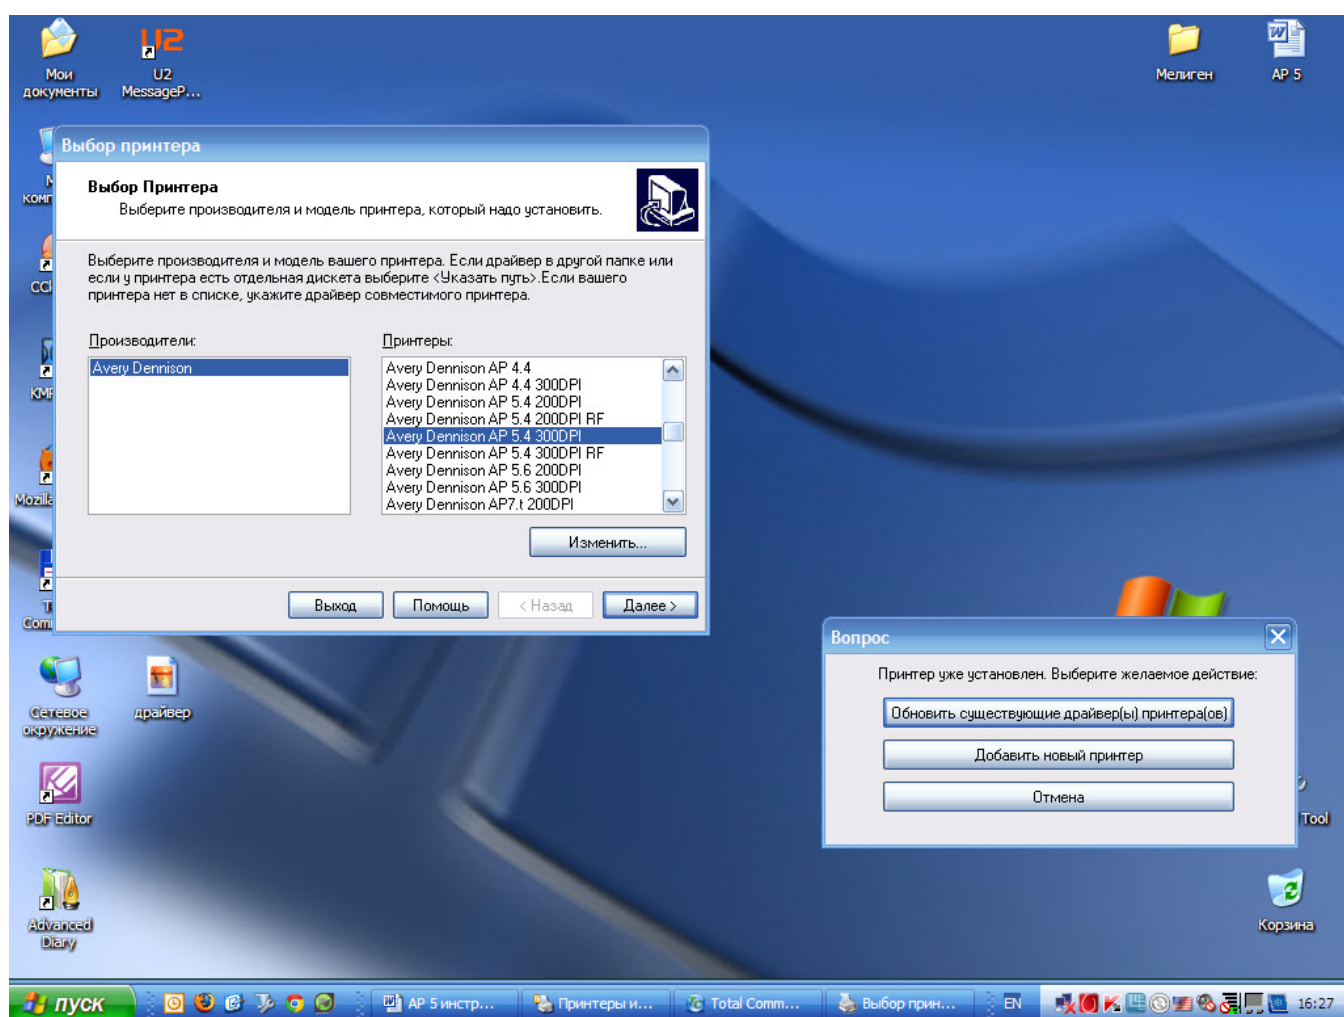 Мои
документы
U2
MessageP...
Мелиген
AP 5
Выбор принтера
Выбор Принтера
Выберите производителя и модель принтера, который надо установить.
Выберите производителя и модель вашего принтера. Если драйвер в другой папке или
если у принтера есть отдельная дискета выберите <Указать путь>.Если вашего
принтера нет в списке, укажите драйвер совместимого принтера.
Производители:
Avery Dennison
Принтеры:
Avery Dennison AP 4.4
Avery Dennison AP 4.4 300DPI
Avery Dennison AP 5.4 200DPI
Avery Dennison AP 5.4 200DPI RF
Avery Dennison AP 5.4 300DPI
Avery Dennison AP 5.4 300DPI RF
Avery Dennison AP 5.6 200DPI
Avery Dennison AP 5.6 300DPI
Avery Dennison AP7.t 200DPI
Изменить...
Выход
Помощь
< Назад
Далее >
Вопрос
Принтер уже установлен. Выберите желаемое действие:
Обновить существующие драйвер(ы) принтера(ов)
Добавить новый принтер
Отмена
Сетевое
окружение
драйвер
PDF Editor
Tool
Advanced
Diary
Корзина
пуск
AP 5 инстр...
Принтеры и...
Total Comm...
Выбор прин...
EN
16:27